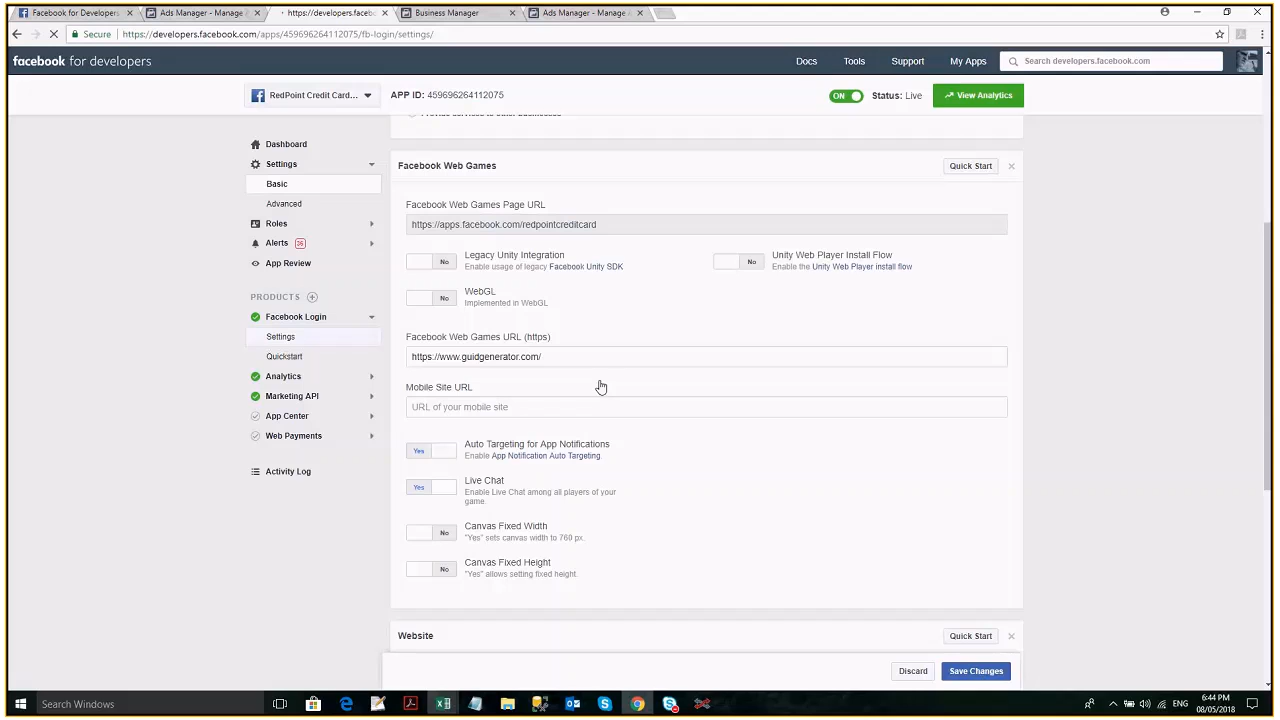 Facebook for Developers
Ads Manager - Manage
https://developers.facel
Business Manager
Ads Manager - Manage A
Secure
https://developers.facebook.com/apps/459696264112075/fb-login/settings/
facebook for developers
Docs
Tools
Support
My Apps
Search developers.facebook.com
RedPoint Credit Card...
APP ID: 459696264112075
ON
Status: Live
View Analytics
Provide services to other businesses
Dashboard
Settings
Basic
Advanced
Roles
Alerts
App Review
PRODUCTS
Facebook Login
Settings
Quickstart
Analytics
Marketing API
App Center
Web Payments
Activity Log
Facebook Web Games
Quick Start
Facebook Web Games Page URL
https://apps.facebook.com/redpointcreditcard
No
Legacy Unity Integration
Enable usage of legacy Facebook Unity SDK
No
Unity Web Player Install Flow
Enable the Unity Web Player install flow
No
WebGL
Implemented in WebGL
Facebook Web Games URL (https)
https://www.guidgenerator.com/
Mobile Site URL
URL of your mobile site
Yes
Auto Targeting for App Notifications
Enable App Notification Auto Targeting.
Yes
Live Chat
Enable Live Chat among all players of your
game.
No
Canvas Fixed Width
"Yes" sets canvas width to 760 px.
No
Canvas Fixed Height
"Yes" allows setting fixed height.
Website
Quick Start
Discard
Save Changes
Search Windows
ENG
6:44 PM
08/05/2018